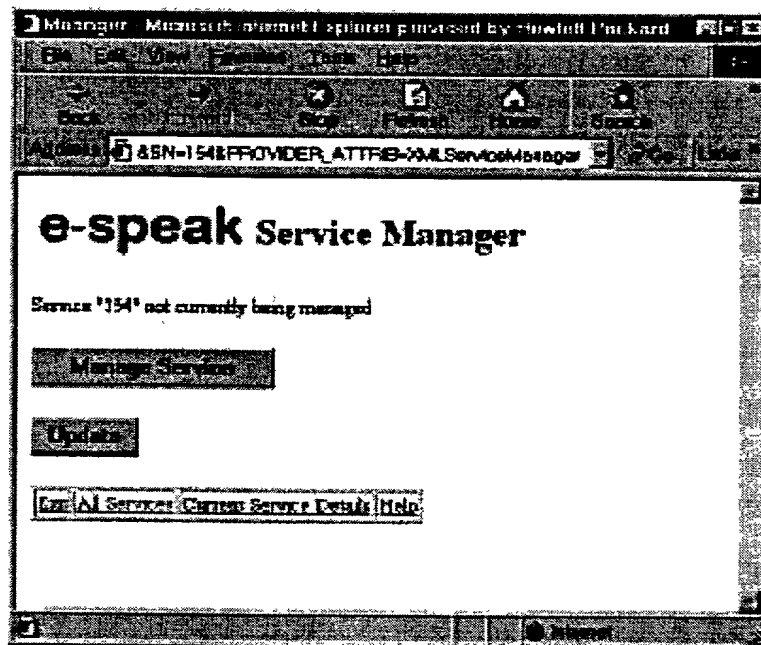 Manager - Microsoft Internet Explorer provided by Hewlett Packard
File Edit View Favorites Tools Help
Back Forward Stop Refresh Home Search
Address &SN=154&PROVIDER_ATTRIB=XMLServiceManager Go Links
e-speak Service Manager
Service "154" not currently being managed
Manage Service
Update
Exit All Services Current Service Details Help
Internet